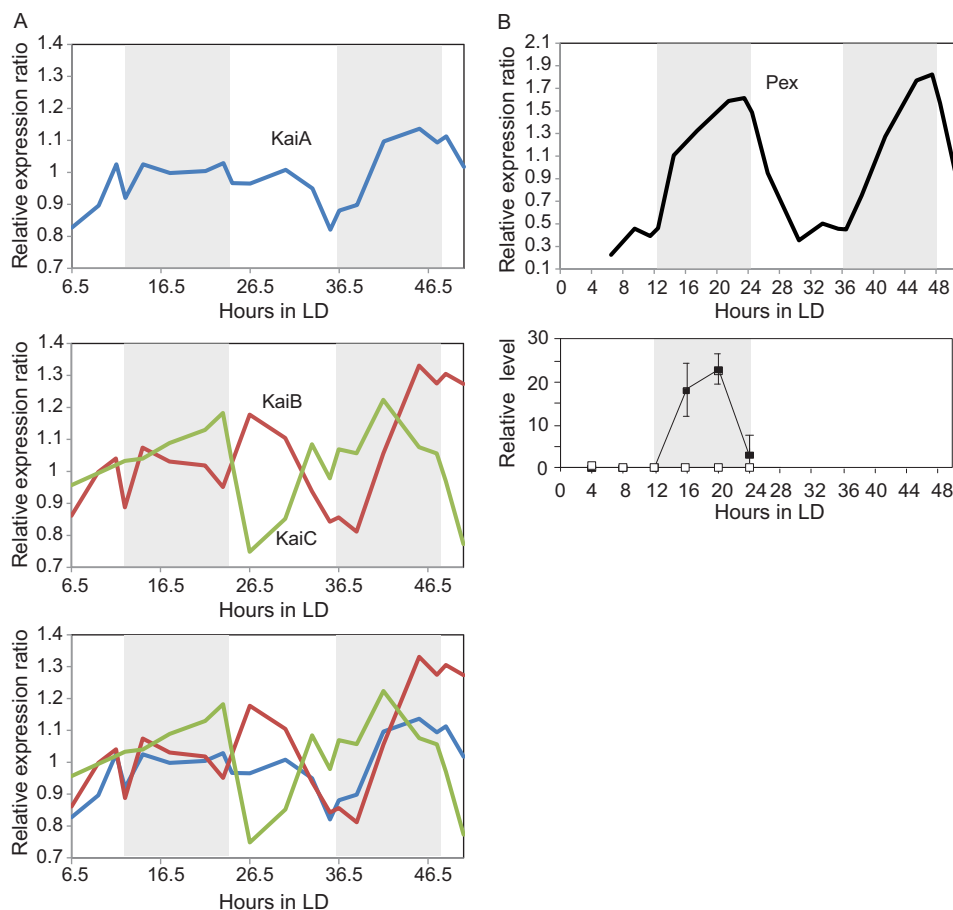 A
Relative expression ratio
1.4
1.3
1.2
1.1
1
0.9
0.8
0.7
KaiA
6.5 16.5 26.5 36.5 46.5
Hours in LD
Relative expression ratio
1.4
1.3
1.2
1.1
1
0.9
0.8
0.7
KaiB
KaiC
6.5 16.5 26.5 36.5 46.5
Hours in LD
Relative expression ratio
1.4
1.3
1.2
1.1
1
0.9
0.8
0.7
6.5 16.5 26.5 36.5 46.5
Hours in LD
B
Relative expression ratio
2.1
1.9
1.7
1.5
1.3
1.1
0.9
0.7
0.5
0.3
0.1
Pex
0 4 8 12 16 20 24 28 32 36 40 44 48
Hours in LD
Relative level
30
20
10
0
0 4 8 12 16 20 24 28 32 36 40 44 48
Hours in LD